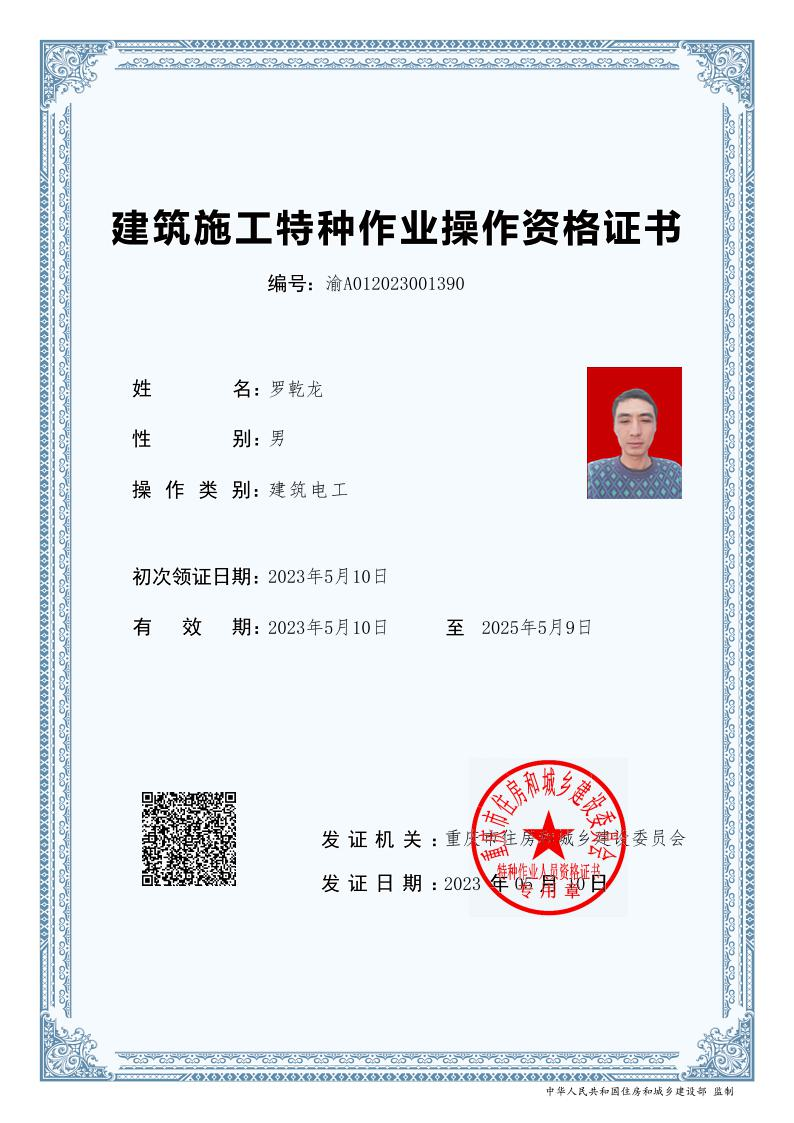 建筑施工特种作业操作资格证书
编号: 渝A012023001390
姓 名: 罗乾龙
性 别: 男
操 作 类 别: 建筑电工
初次领证日期: 2023年5月10日
有 效 期: 2023年5月10日 至 2025年5月9日
发 证 机 关 : 重庆市住房和城乡建设委员会
发 证 日 期 : 2023 年 05 月 10 日
重庆市住房和城乡建设委员会
特种作业人员资格证书
专用章
中华人民共和国住房和城乡建设部 监制